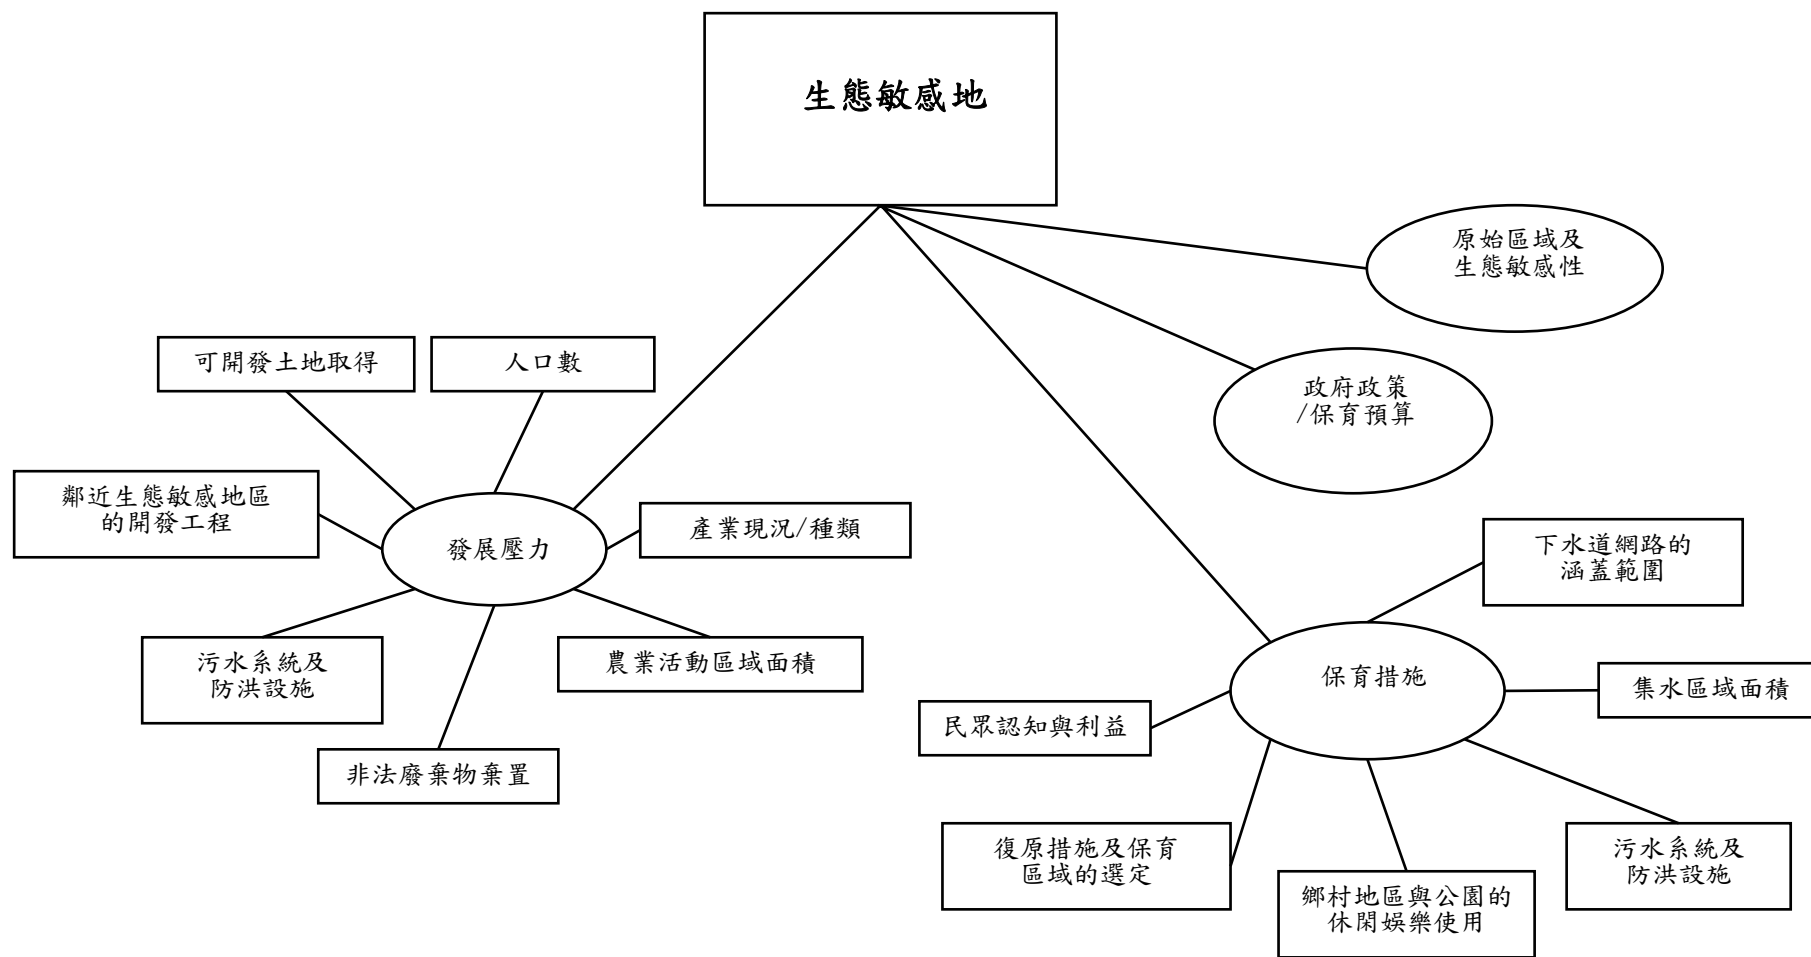 生態敏感地
原始區域及
生態敏感性
可開發土地取得
人口數
政府政策
/保育預算
鄰近生態敏感地區
的開發工程
發展壓力
產業現況/種類
下水道網路的
涵蓋範圍
污水系統及
防洪設施
農業活動區域面積
保育措施
集水區域面積
民眾認知與利益
非法廢棄物棄置
復原措施及保育
區域的選定
鄉村地區與公園的
休閒娛樂使用
污水系統及
防洪設施